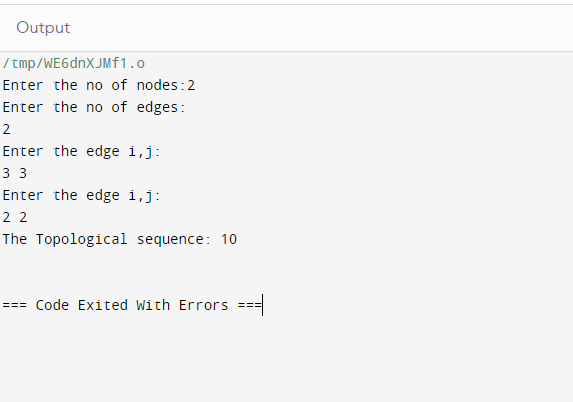 Output
/tmp/WE6dnXJMf1.o
Enter the no of nodes:2
Enter the no of edges:
2
Enter the edge i,j:
3 3
Enter the edge i,j:
2 2
The Topological sequence: 10
=== Code Exited With Errors ===